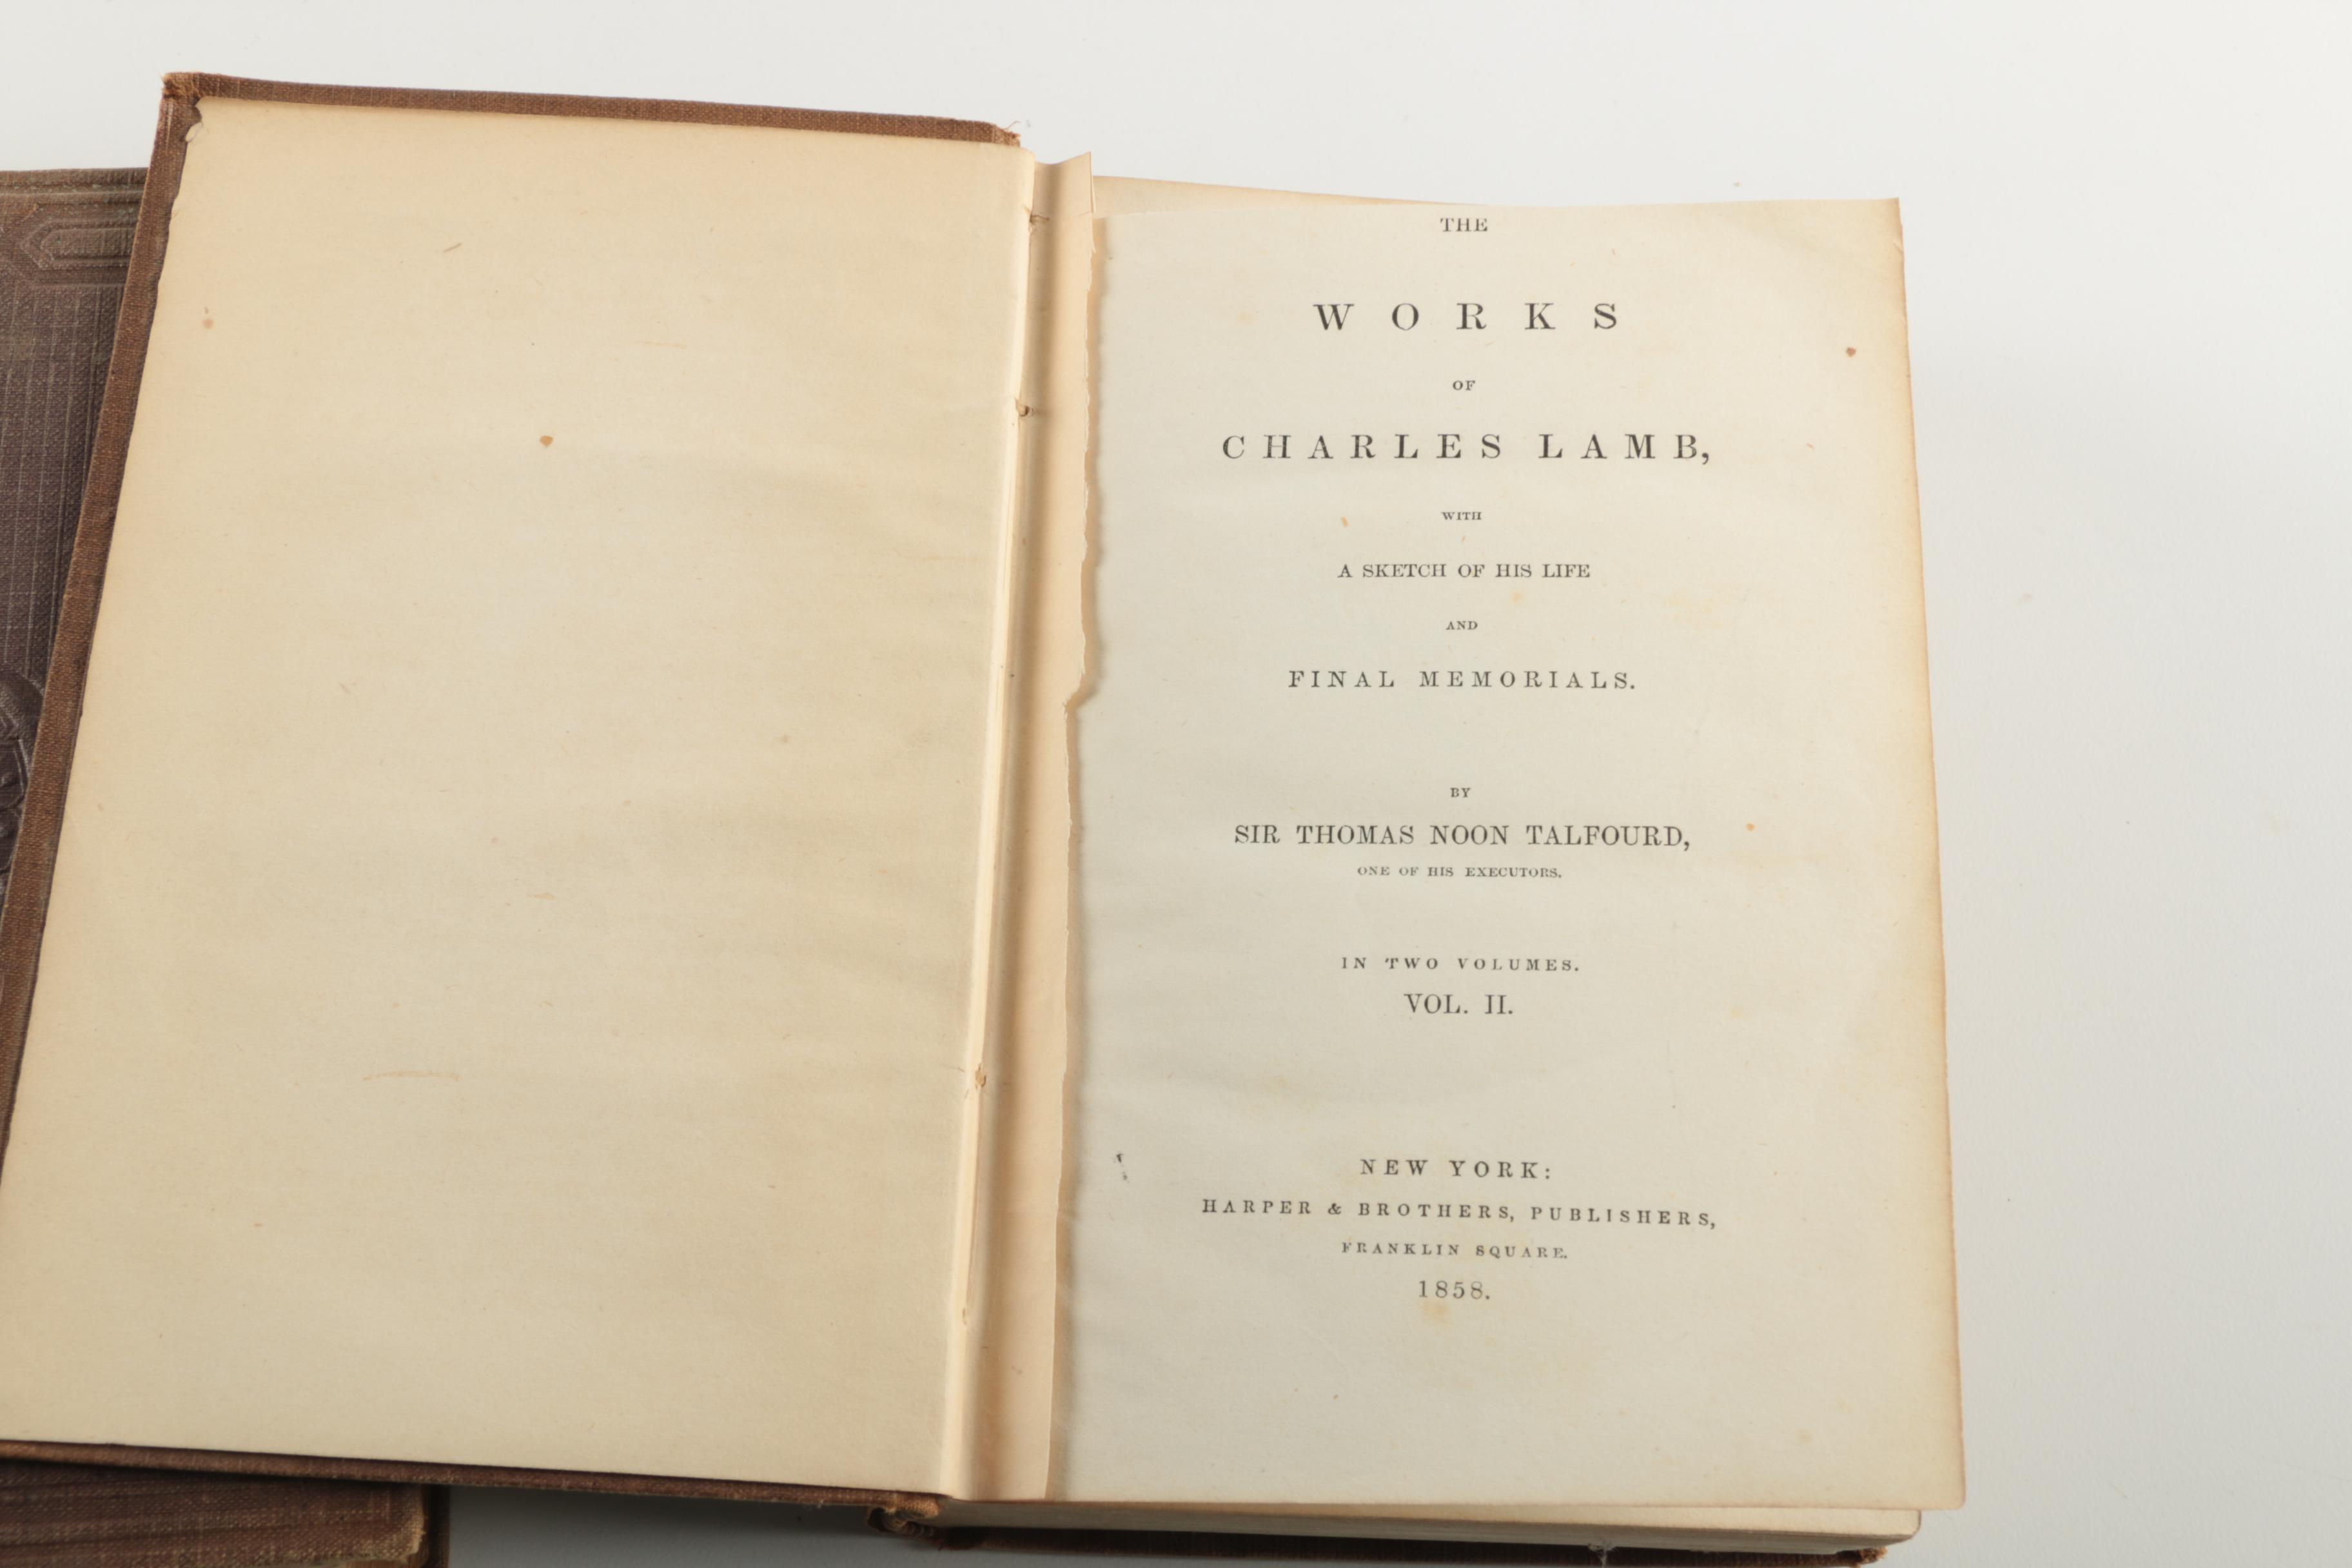 THE
WORKS
OF
CHARLES LAMB,
WITH
A SKETCH OF HIS LIFE
AND
FINAL MEMORIALS.
BY
SIR THOMAS NOON TALFOURD,
ONE OF HIS EXECUTORS.
IN TWO VOLUMES.
VOL. II.
NEW YORK:
HARPER & BROTHERS, PUBLISHERS,
FRANKLIN SQUARE.
1858.